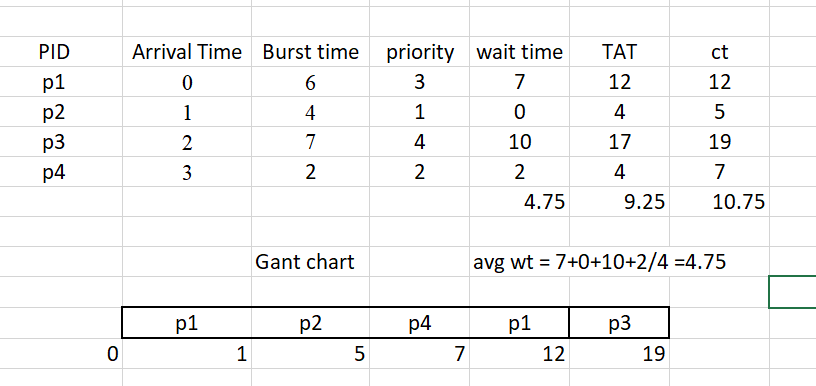 PID Arrival Time Burst time priority wait time TAT ct
p1 0 6 3 7 12 12
p2 1 4 1 0 4 5
p3 2 7 4 10 17 19
p4 3 2 2 2 4 7
4.75 9.25 10.75
Gant chart avg wt = 7+0+10+2/4 =4.75
p1 p2 p4 p1 p3
0 1 5 7 12 19